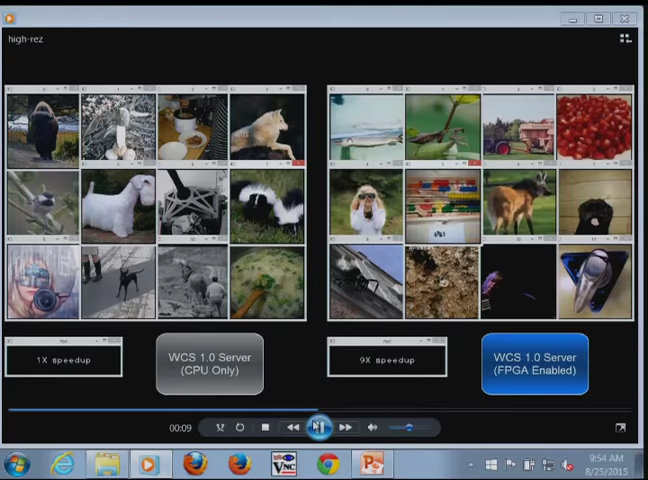 high-rez
1X speedup
WCS 1.0 Server
(CPU Only)
9X speedup
WCS 1.0 Server
(FPGA Enabled)
00:09
VNC
9:54 AM
8/25/2015